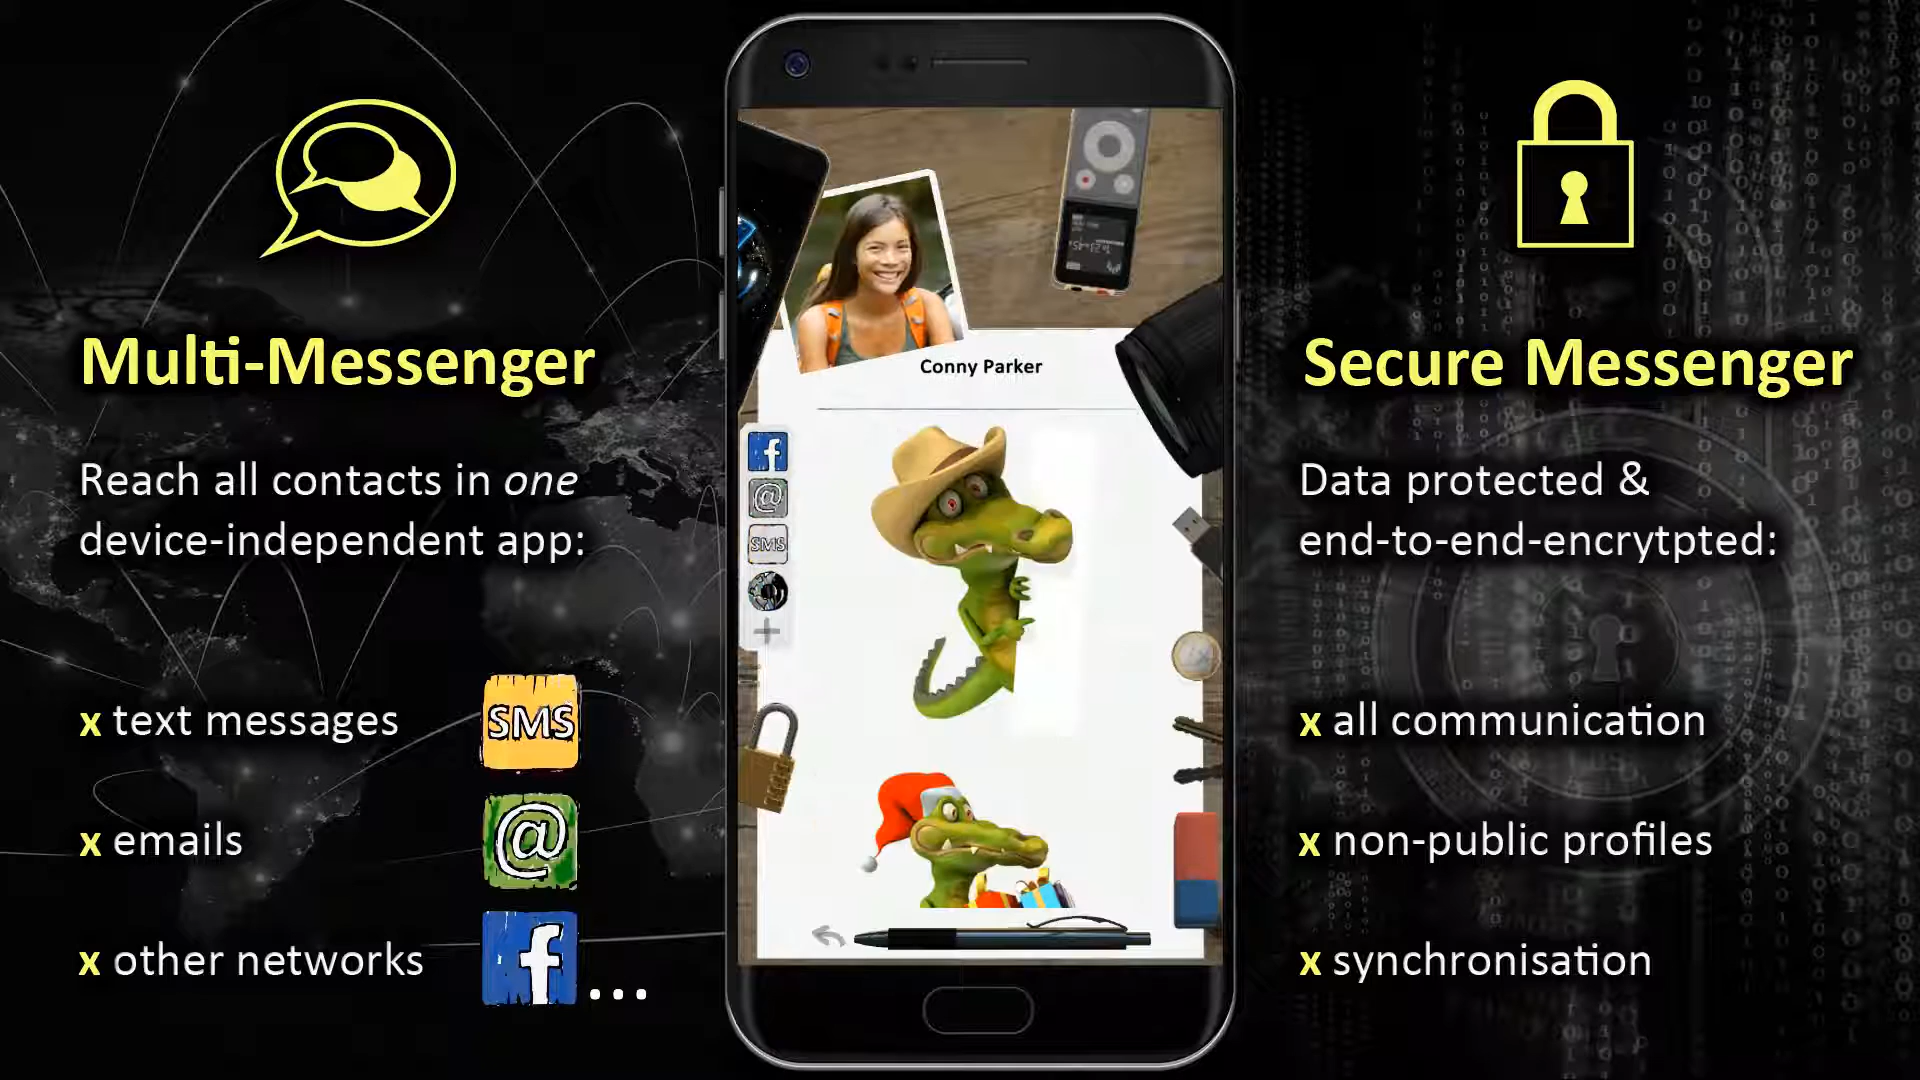 Multi-Messenger
Reach all contacts in one
device-independent app:
x text messages
SMS
x emails
@
x other networks
f
...
Conny Parker
f
@
SMS
Secure Messenger
Data protected &
end-to-end-encrytpted:
x all communication
x non-public profiles
x synchronisation